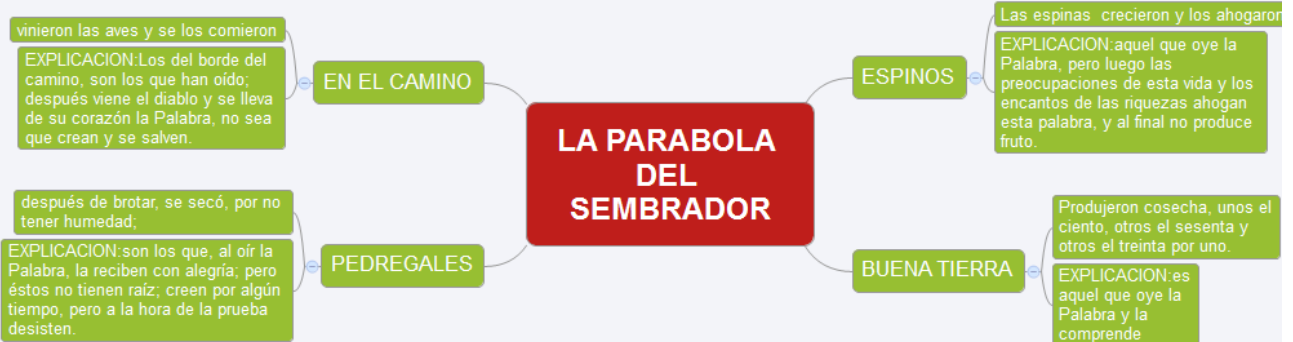 vinieron las aves y se los comieron
EXPLICACION:Los del borde del
camino, son los que han oído;
después viene el diablo y se lleva
de su corazón la Palabra, no sea
que crean y se salven.
EN EL CAMINO
después de brotar, se secó, por no
tener humedad;
EXPLICACION:son los que, al oír la
Palabra, la reciben con alegría; pero
éstos no tienen raíz; creen por algún
tiempo, pero a la hora de la prueba
desisten.
PEDREGALES
LA PARABOLA
DEL
SEMBRADOR
ESPINOS
Las espinas crecieron y los ahogaron
EXPLICACION:aquel que oye la
Palabra, pero luego las
preocupaciones de esta vida y los
encantos de las riquezas ahogan
esta palabra, y al final no produce
fruto.
BUENA TIERRA
Produjeron cosecha, unos el
ciento, otros el sesenta y
otros el treinta por uno.
EXPLICACION:es
aquel que oye la
Palabra y la
comprende